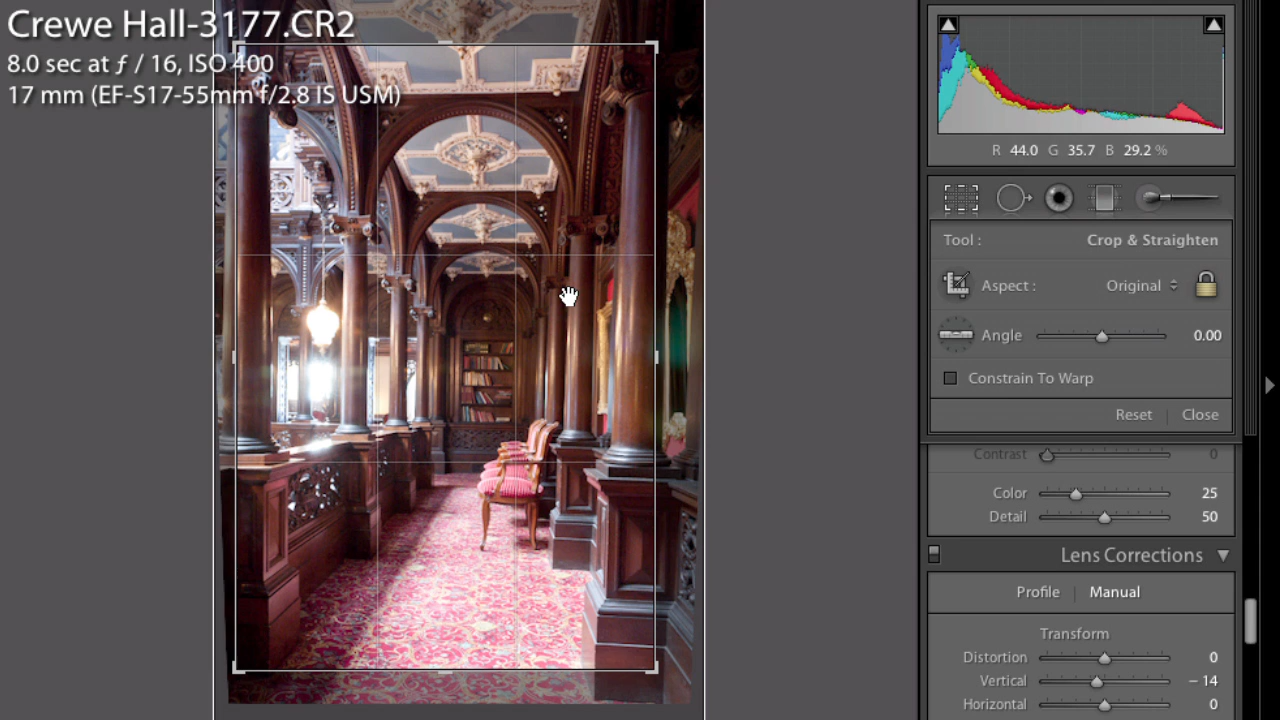 Crewe Hall-3177.CR2
8.0 sec at ƒ / 16, ISO 400
17 mm (EF-S17-55mm f/2.8 IS USM)
R 44.0 G 35.7 B 29.2 %
Tool : Crop & Straighten
Aspect : Original
Angle 0.00
Constrain To Warp
Reset Close
Contrast 0
Color 25
Detail 50
Lens Corrections
Profile Manual
Transform
Distortion 0
Vertical − 14
Horizontal 0